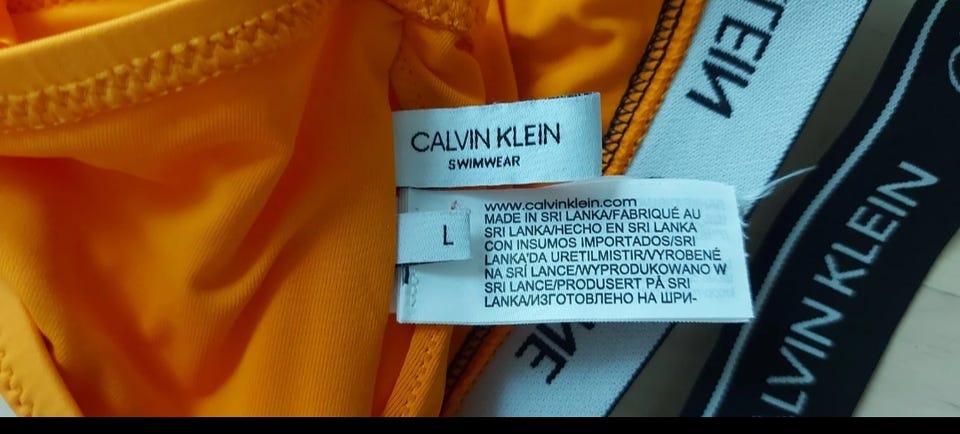 CALVIN KLEIN
SWIMWEAR
L
www.calvinklein.com
MADE IN SRI LANKA/FABRIQUÉ AU
SRI LANKA/HECHO EN SRI LANKA
CON INSUMOS IMPORTADOS/SRI
LANKA'DA URETILMISTIR/VYROBENÉ
NA SRÍ LANCE/WYPRODUKOWANO W
SRI LANCE/PRODUSERT PÅ SRI
LANKA/ИЗГОТОВЛЕНО НА ШРИ-
KLEIN
NE
LVIN KLEIN